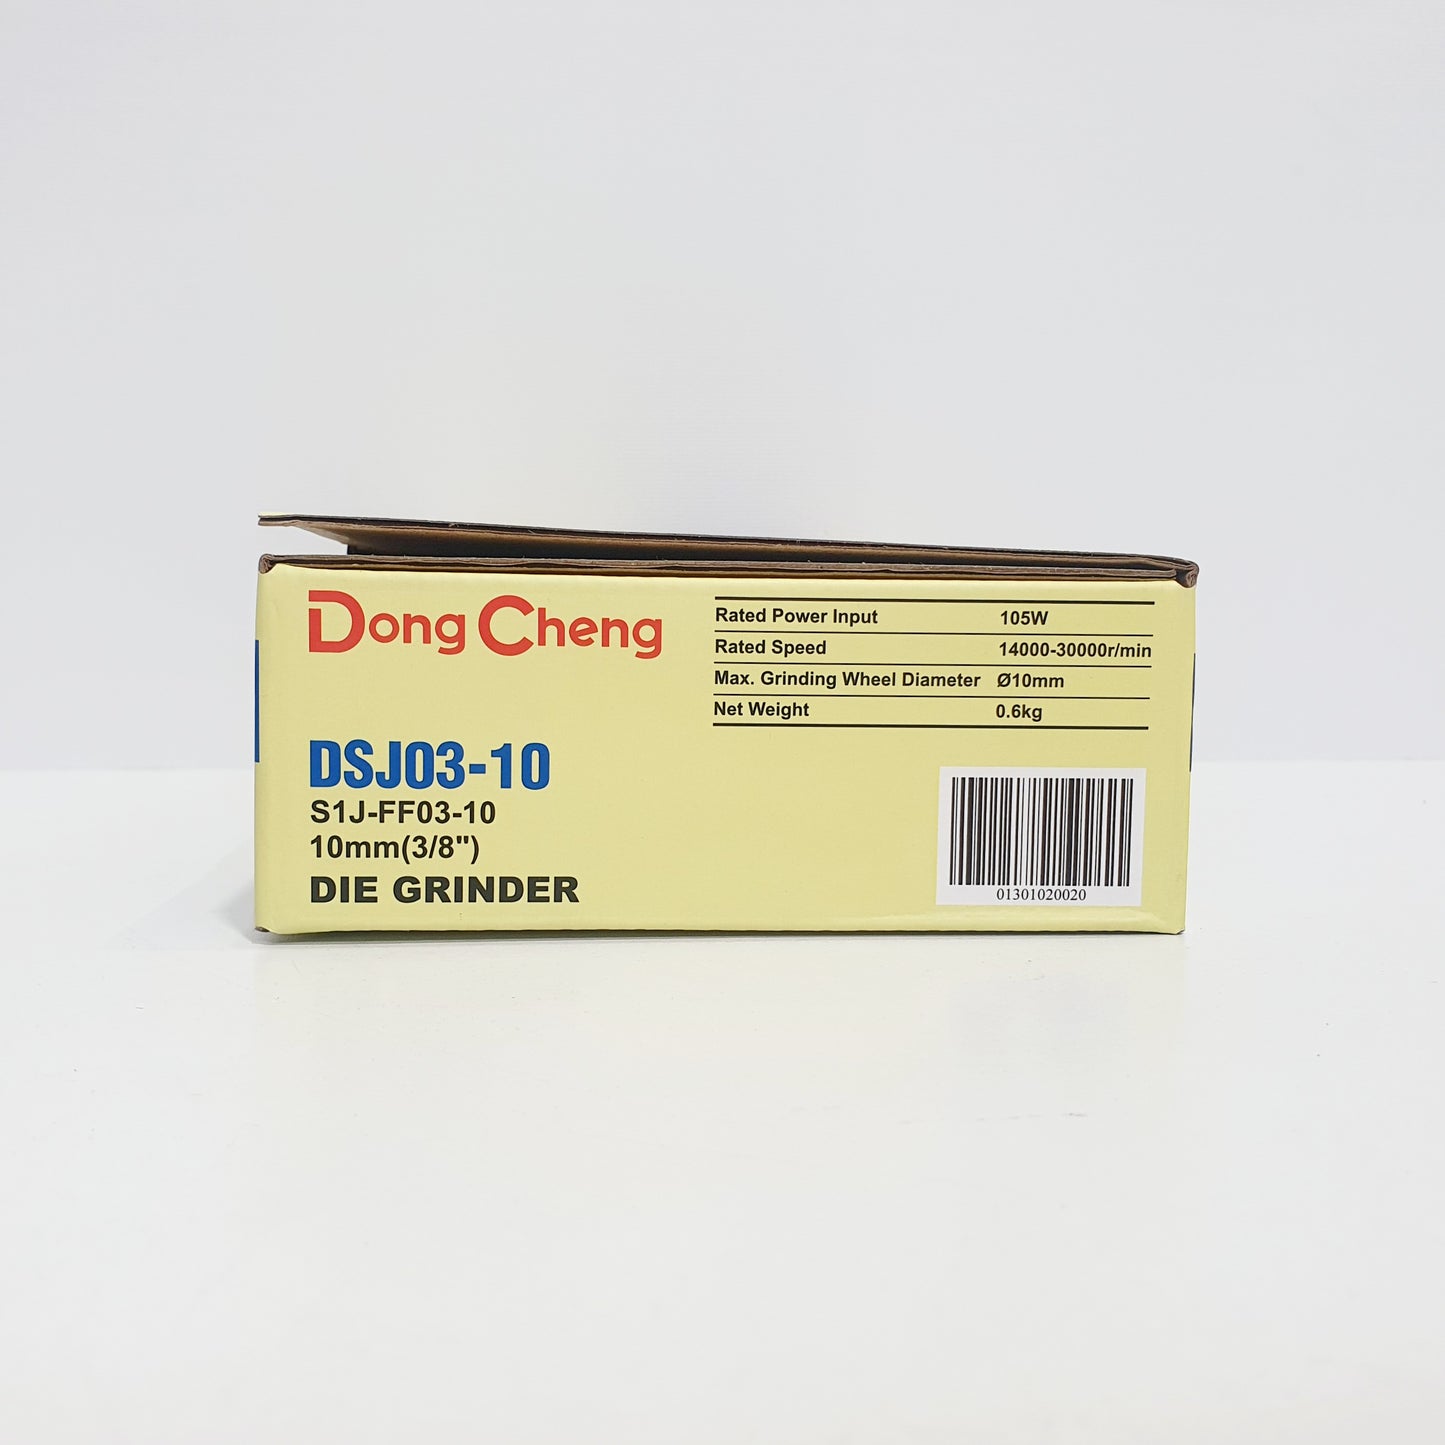 Dong Cheng
Rated Power Input 105W
Rated Speed 14000-30000r/min
Max. Grinding Wheel Diameter Ø10mm
Net Weight 0.6kg
DSJ03-10
S1J-FF03-10
10mm(3/8")
DIE GRINDER
01301020020